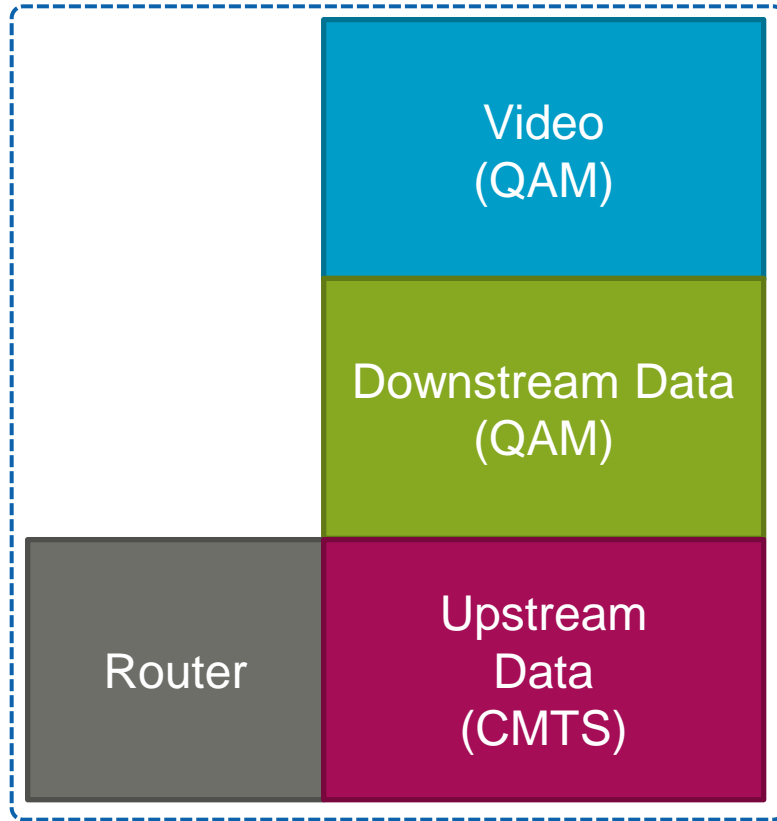 Video
(QAM)
Downstream Data
(QAM)
Router
Upstream
Data
(CMTS)